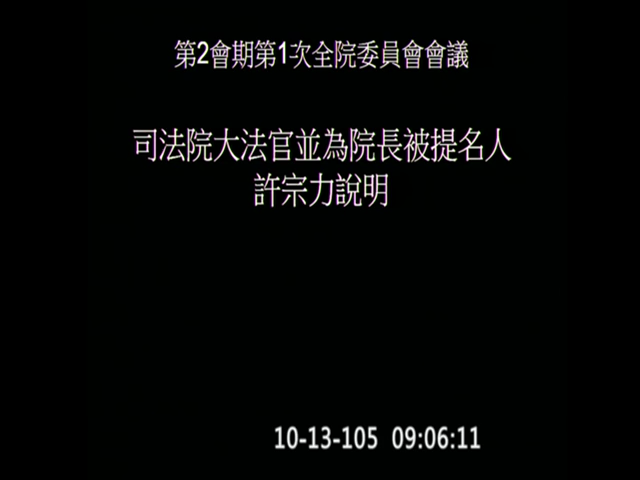 第2會期第1次全院委員會會議
司法院大法官並為院長被提名人
許宗力說明
10-13-105 09:06:11